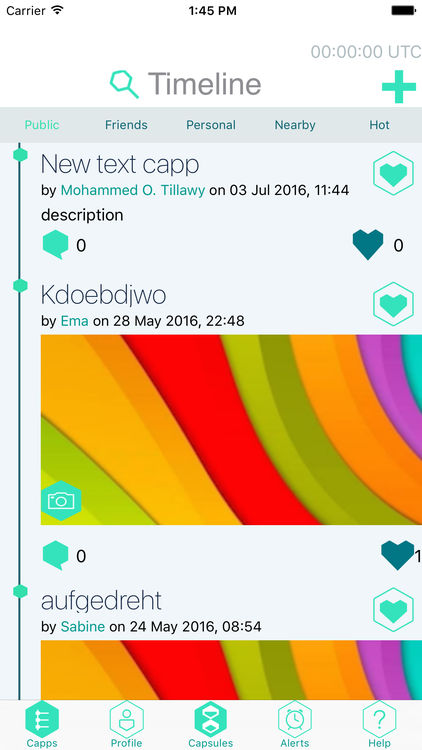 Carrier 1:45 PM
00:00:00 UTC
Timeline
Public Friends Personal Nearby Hot
New text capp
by Mohammed O. Tillawy on 03 Jul 2016, 11:44
description
0 0
Kdoebdjwo
by Ema on 28 May 2016, 22:48
0 1
aufgedreht
by Sabine on 24 May 2016, 08:54
Capps Profile Capsules Alerts Help